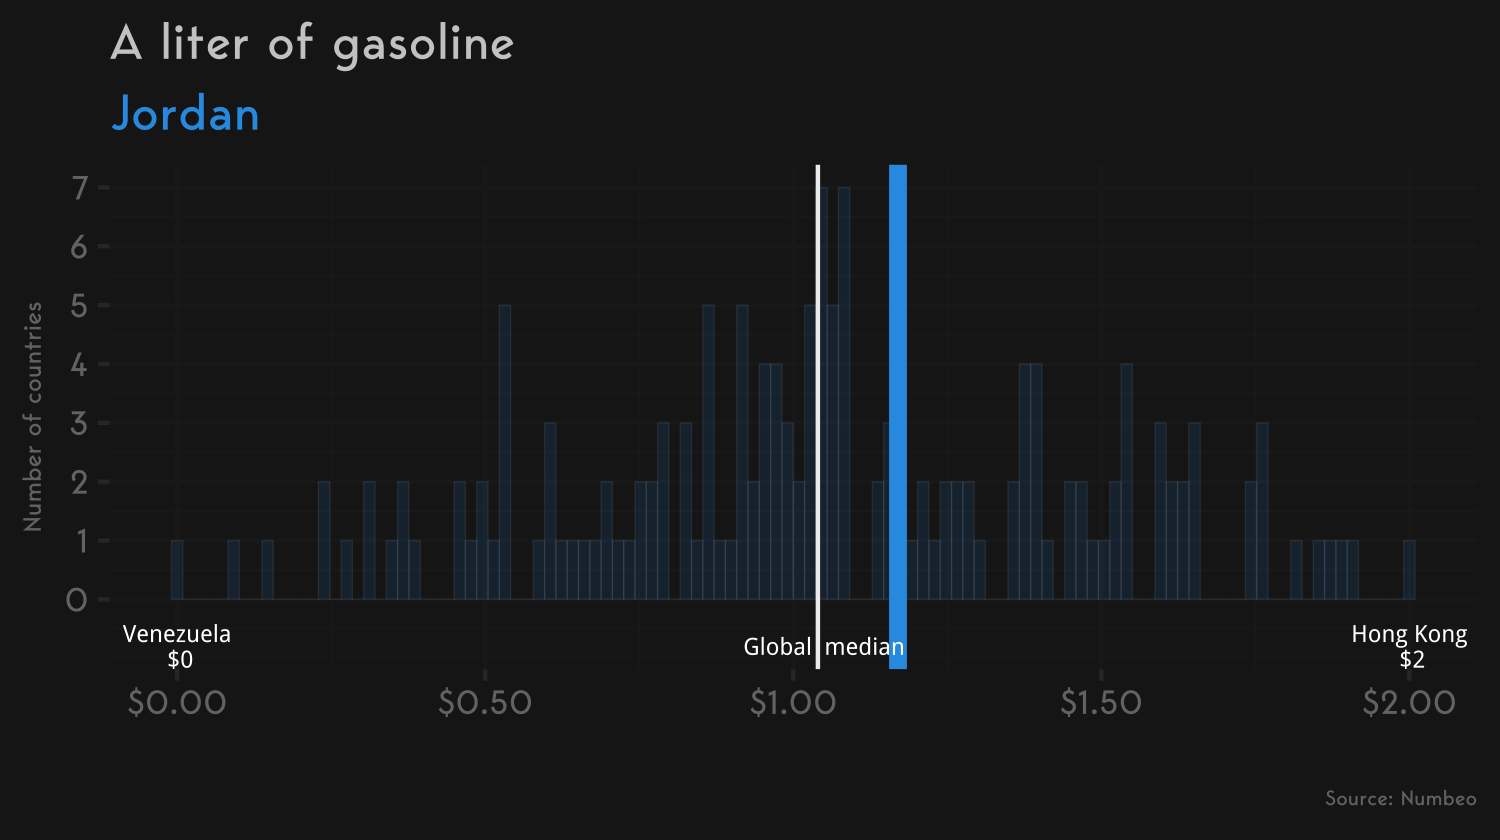 A liter of gasoline
Jordan
Number of countries
7
6
5
4
3
2
1
0
Venezuela
$0
Global median
Hong Kong
$2
$0.00 $0.50 $1.00 $1.50 $2.00
Source: Numbeo